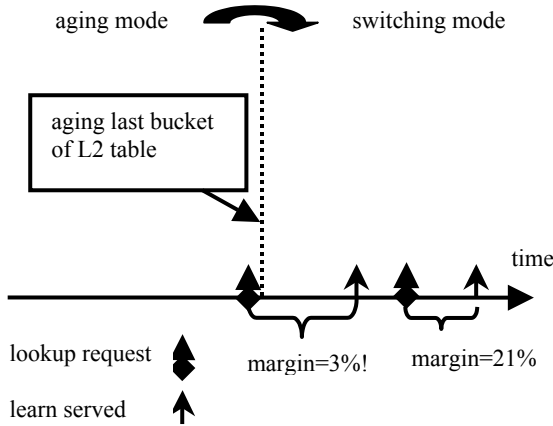 aging mode
switching mode
aging last bucket
of L2 table
time
margin=3%!
margin=21%
lookup request
learn served